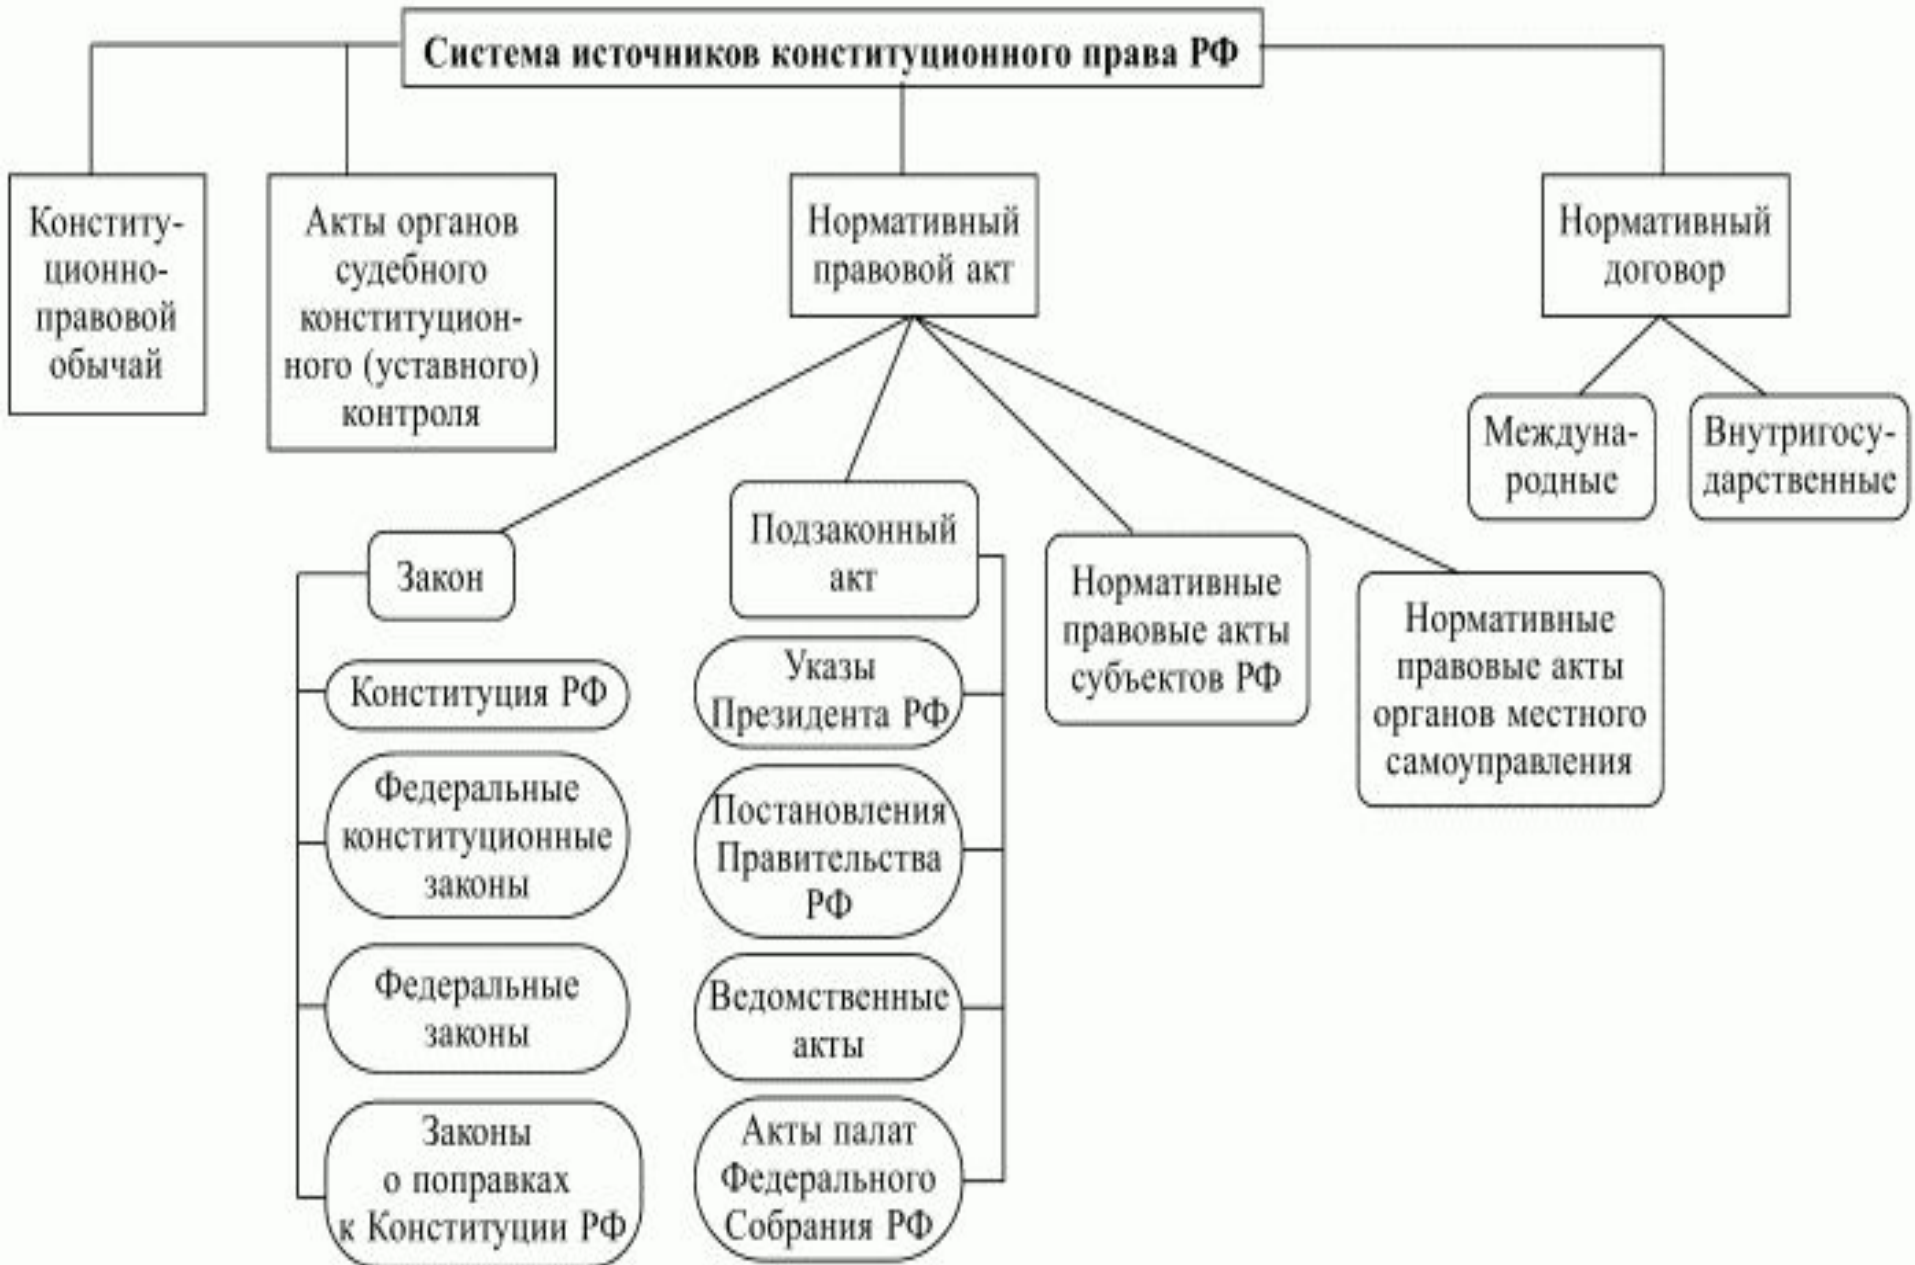 Система источников конституционного права РФ
Конститу-
ционно-
правовой
обычай
Акты органов
судебного
конституцион-
ного (уставного)
контроля
Нормативный
правовой акт
Нормативный
договор
Междуна-
родные
Внутригосу-
дарственные
Закон
Конституция РФ
Федеральные
конституционные
законы
Федеральные
законы
Законы
о поправках
к Конституции РФ
Подзаконный
акт
Указы
Президента РФ
Постановления
Правительства
РФ
Ведомственные
акты
Акты палат
Федерального
Собрания РФ
Нормативные
правовые акты
субъектов РФ
Нормативные
правовые акты
органов местного
самоуправления